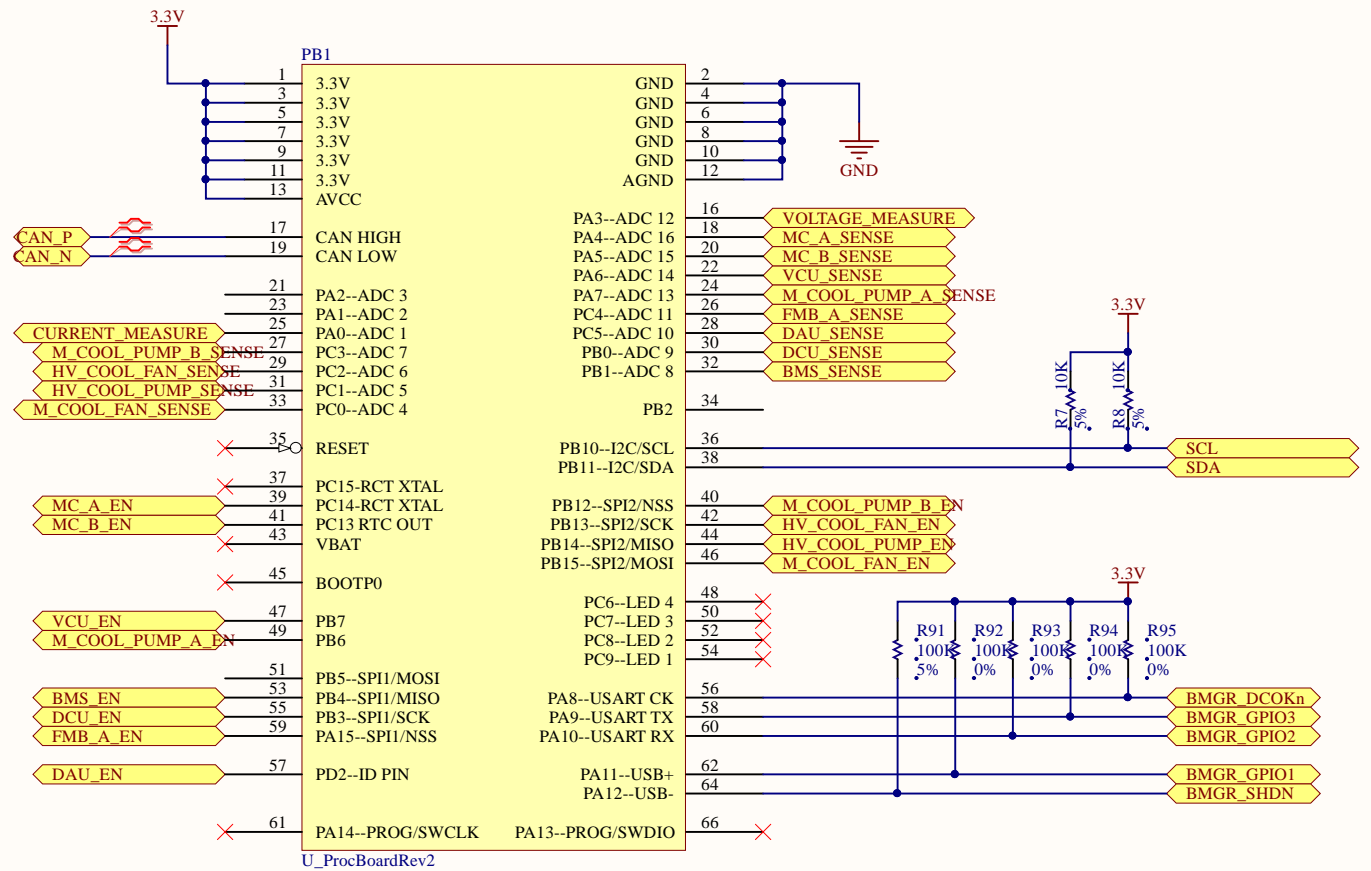 3.3V
PB1
1 3.3V GND 2
3 3.3V GND 4
5 3.3V GND 6
7 3.3V GND 8
9 3.3V GND 10
11 3.3V AGND 12
13 AVCC
GND
PA3--ADC 12 16 VOLTAGE_MEASURE
CAN_P 17 CAN HIGH PA4--ADC 16 18 MC_A_SENSE
CAN_N 19 CAN LOW PA5--ADC 15 20 MC_B_SENSE
PA6--ADC 14 22 VCU_SENSE
21 PA2--ADC 3 PA7--ADC 13 24 M_COOL_PUMP_A_SENSE
23 PA1--ADC 2 PC4--ADC 11 26 FMB_A_SENSE
CURRENT_MEASURE 25 PA0--ADC 1 PC5--ADC 10 28 DAU_SENSE
M_COOL_PUMP_B_SENSE 27 PC3--ADC 7 PB0--ADC 9 30 DCU_SENSE
HV_COOL_FAN_SENSE 29 PC2--ADC 6 PB1--ADC 8 32 BMS_SENSE
HV_COOL_PUMP_SENSE 31 PC1--ADC 5
M_COOL_FAN_SENSE 33 PC0--ADC 4 PB2 34
3.3V
R7 10K 5%
R8 10K 5%
35 RESET PB10--I2C/SCL 36 SCL
PB11--I2C/SDA 38 SDA
37 PC15-RCT XTAL
MC_A_EN 39 PC14-RCT XTAL PB12--SPI2/NSS 40 M_COOL_PUMP_B_EN
MC_B_EN 41 PC13 RTC OUT PB13--SPI2/SCK 42 HV_COOL_FAN_EN
43 VBAT PB14--SPI2/MISO 44 HV_COOL_PUMP_EN
PB15--SPI2/MOSI 46 M_COOL_FAN_EN
45 BOOTP0
3.3V
PC6--LED 4 48
VCU_EN 47 PB7 PC7--LED 3 50
M_COOL_PUMP_A_EN 49 PB6 PC8--LED 2 52
PC9--LED 1 54
R91 R92 R93 R94 R95
100K 100K 100K 100K 100K
5% 0% 0% 0% 0%
51 PB5--SPI1/MOSI
BMS_EN 53 PB4--SPI1/MISO PA8--USART CK 56 BMGR_DCOKn
DCU_EN 55 PB3--SPI1/SCK PA9--USART TX 58 BMGR_GPIO3
FMB_A_EN 59 PA15--SPI1/NSS PA10--USART RX 60 BMGR_GPIO2
DAU_EN 57 PD2--ID PIN PA11--USB+ 62 BMGR_GPIO1
PA12--USB- 64 BMGR_SHDN
61 PA14--PROG/SWCLK PA13--PROG/SWDIO 66
U_ProcBoardRev2